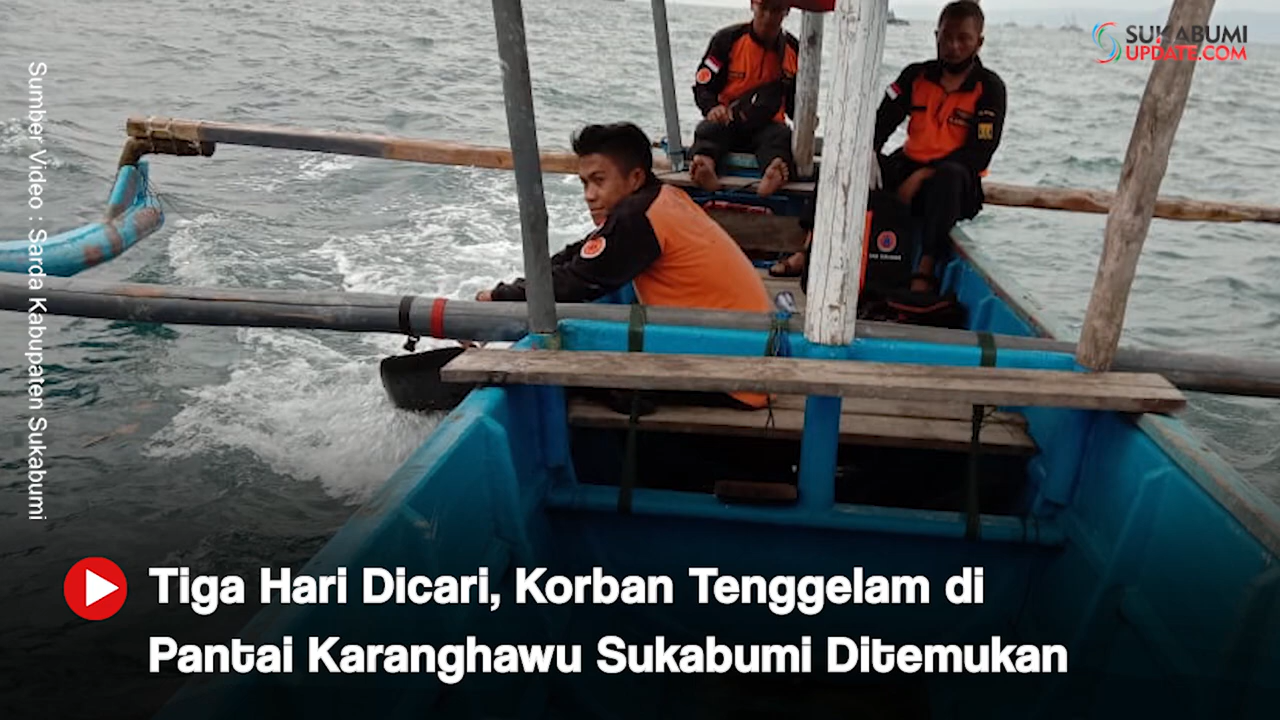 SUKABUMI
UPDATE.COM
Sumber Video : Sarda Kabupaten Sukabumi
Tiga Hari Dicari, Korban Tenggelam di
Pantai Karanghawu Sukabumi Ditemukan